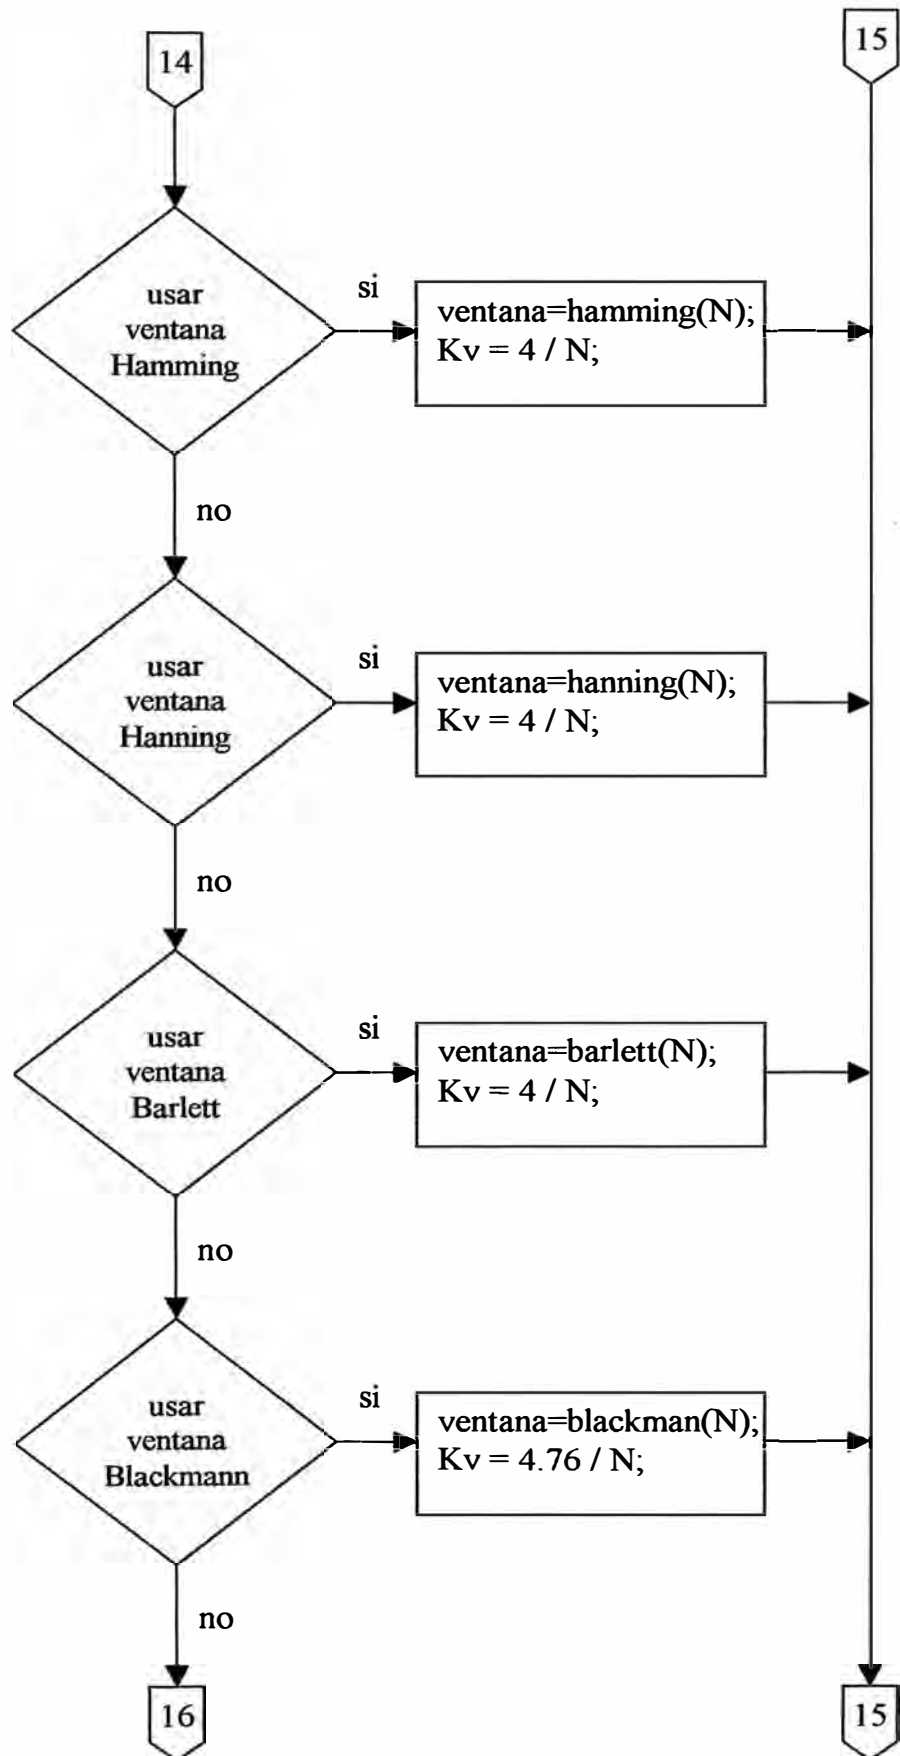 15
14
usar
ventana
Hamming
si
ventana=hamming(N);
Kv = 4 / N;
no
usar
ventana
Hanning
si
ventana=hanning(N);
Kv = 4 / N;
no
usar
ventana
Barlett
si
ventana=barlett(N);
Kv = 4 / N;
no
usar
ventana
Blackmann
si
ventana=blackman(N);
Kv = 4.76 / N;
no
16
15